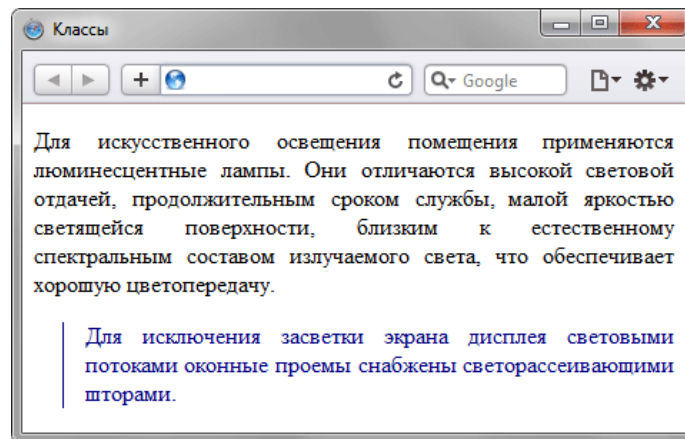 Классы
Google
Для искусственного освещения помещения применяются
люминесцентные лампы. Они отличаются высокой световой
отдачей, продолжительным сроком службы, малой яркостью
светящейся поверхности, близким к естественному
спектральным составом излучаемого света, что обеспечивает
хорошую цветопередачу.
Для исключения засветки экрана дисплея световыми
потоками оконные проемы снабжены светорассеивающими
шторами.